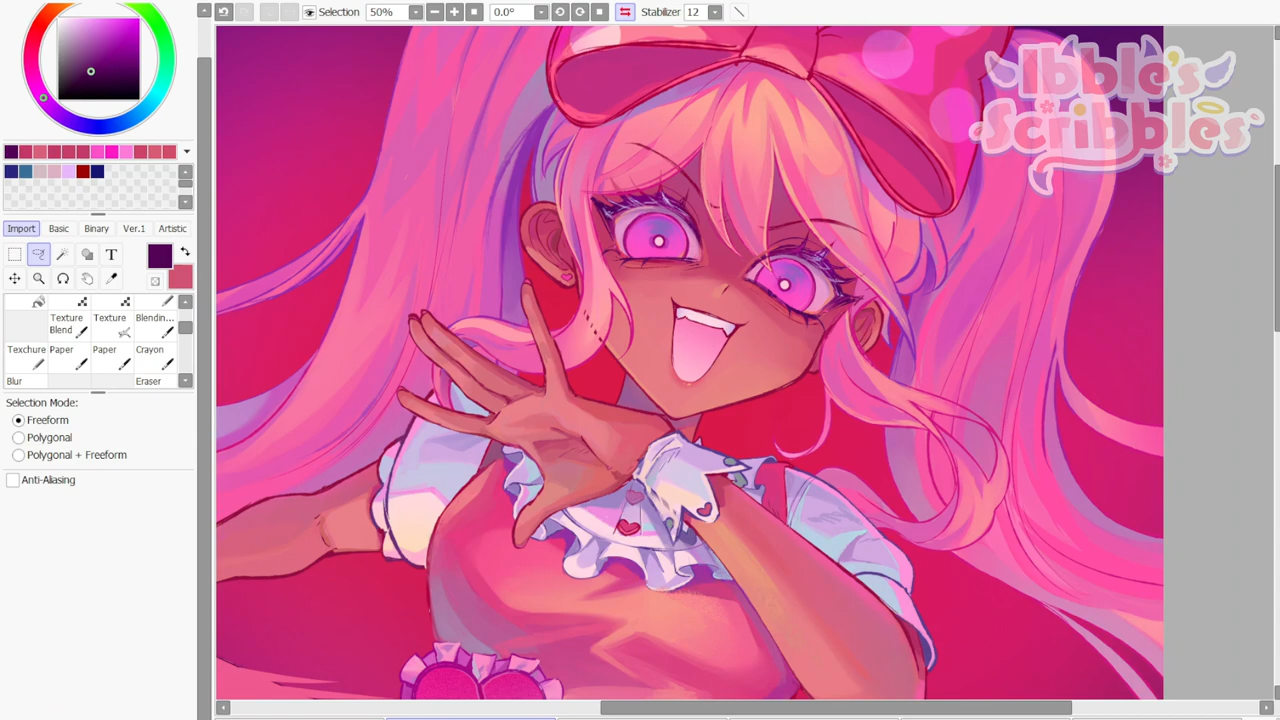 Selection 50% 0.0° Stabilizer 12
Ibble's
Scribbles
Import Basic Binary Ver.1 Artistic
T
Texture Texture Blendin...
Blend
Texchure Paper Paper Crayon
Blur Eraser
Selection Mode:
Freeform
Polygonal
Polygonal + Freeform
Anti-Aliasing